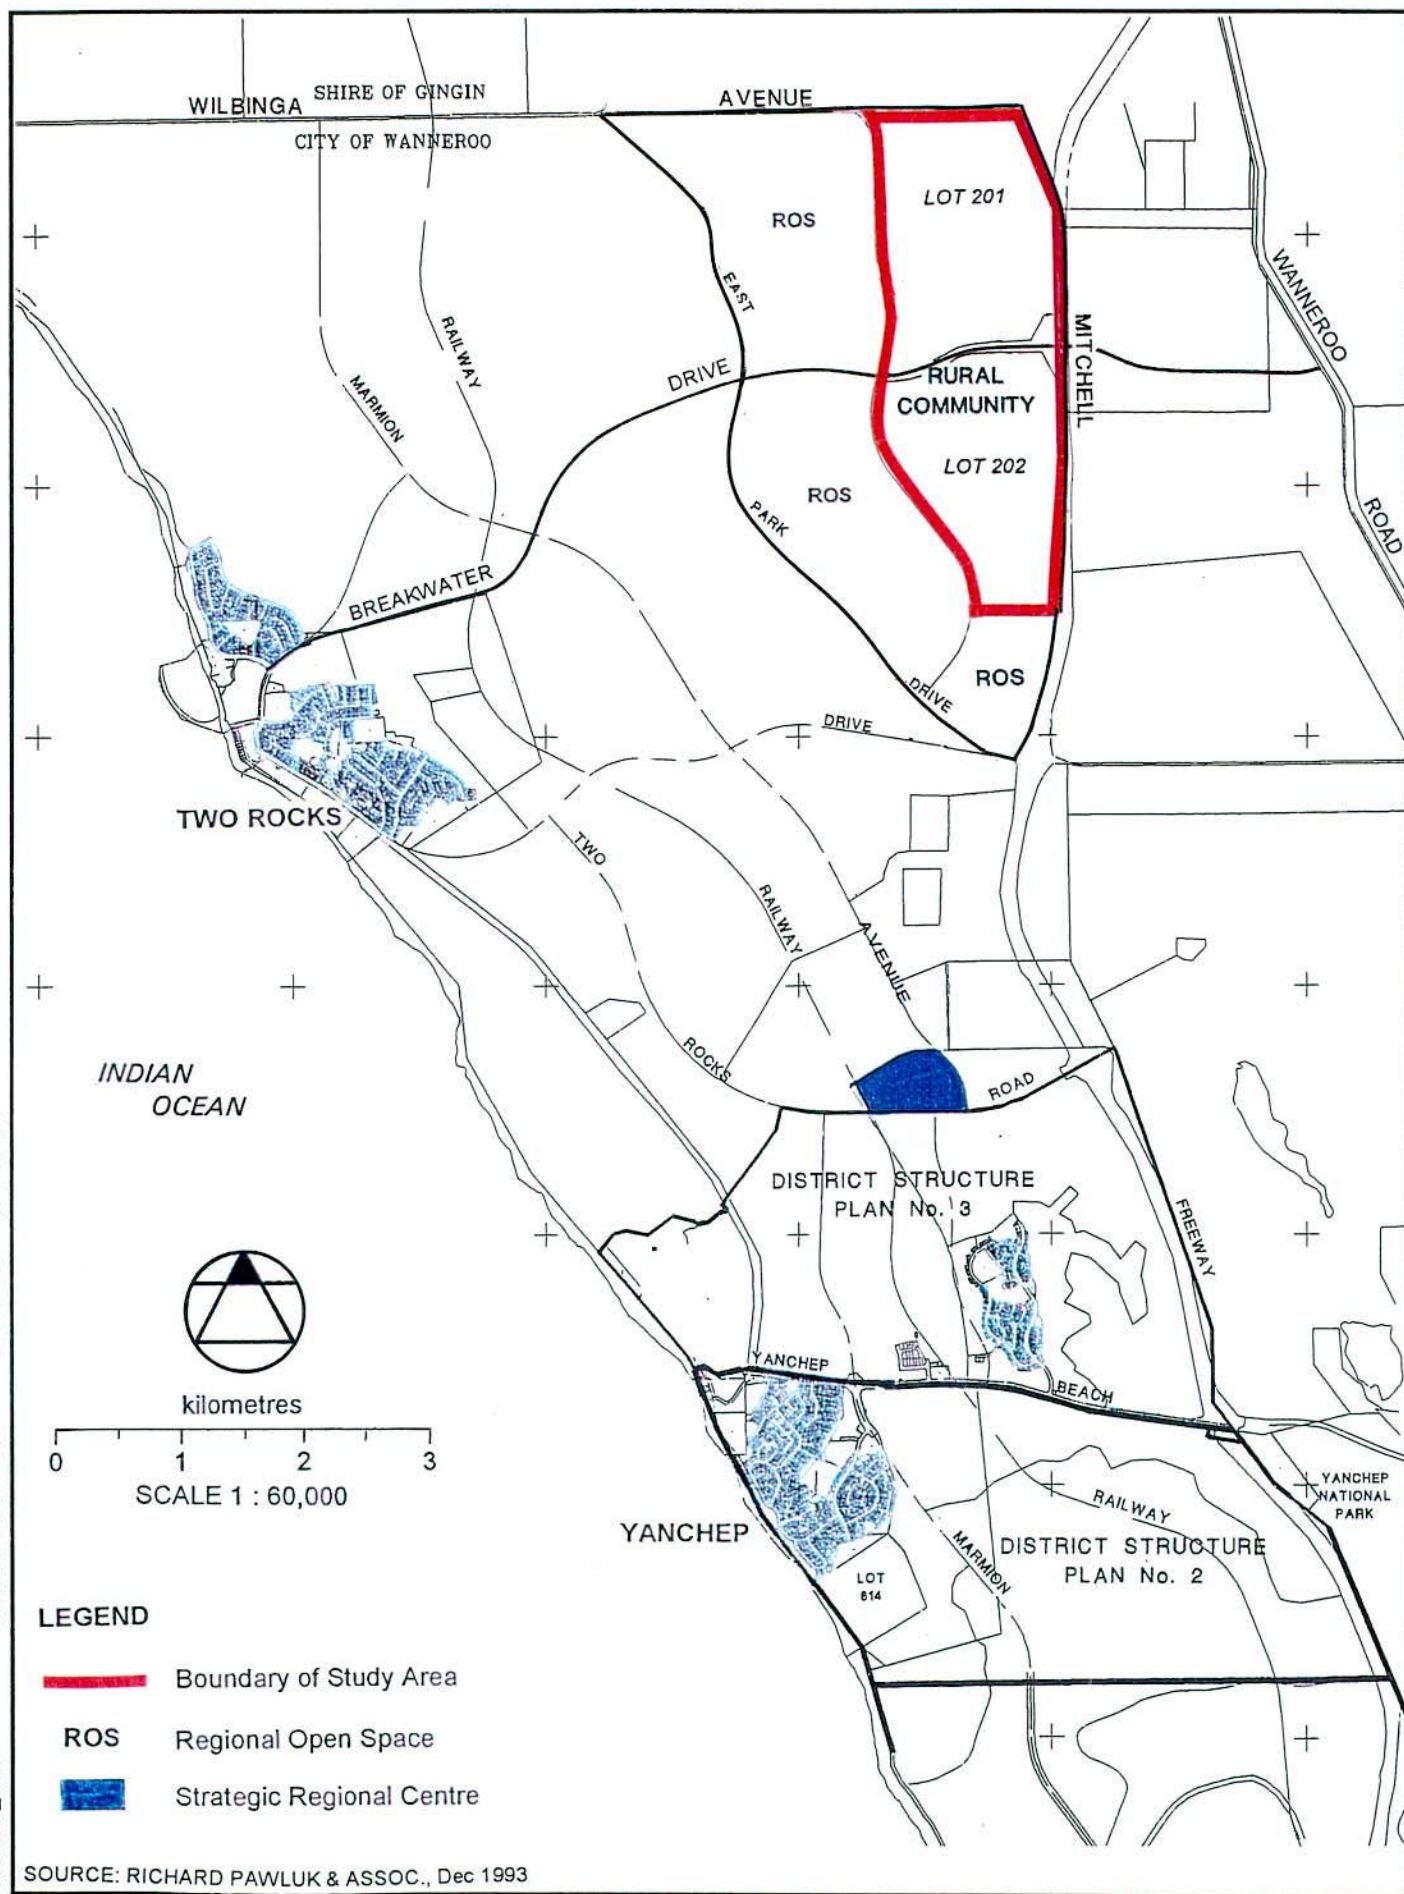 WILBINGA
SHIRE OF GINGIN
AVENUE
CITY OF WANNEROO
ROS
LOT 201
EAST
WANNEROO
RAILWAY
MITCHELL
DRIVE
RURAL
COMMUNITY
MARMION
LOT 202
ROS
PARK
ROAD
BREAKWATER
ROS
DRIVE
DRIVE
TWO ROCKS
TWO
RAILWAY
AVENUE
ROCKS
ROAD
INDIAN
OCEAN
DISTRICT STRUCTURE
PLAN No. 3
FREEWAY
YANCHEP
BEACH
kilometres
0 1 2 3
SCALE 1 : 60,000
YANCHEP
NATIONAL
PARK
RAILWAY
YANCHEP
MARMION
DISTRICT STRUCTURE
PLAN No. 2
LOT
614
LEGEND
Boundary of Study Area
ROS Regional Open Space
Strategic Regional Centre
SOURCE: RICHARD PAWLUK & ASSOC., Dec 1993